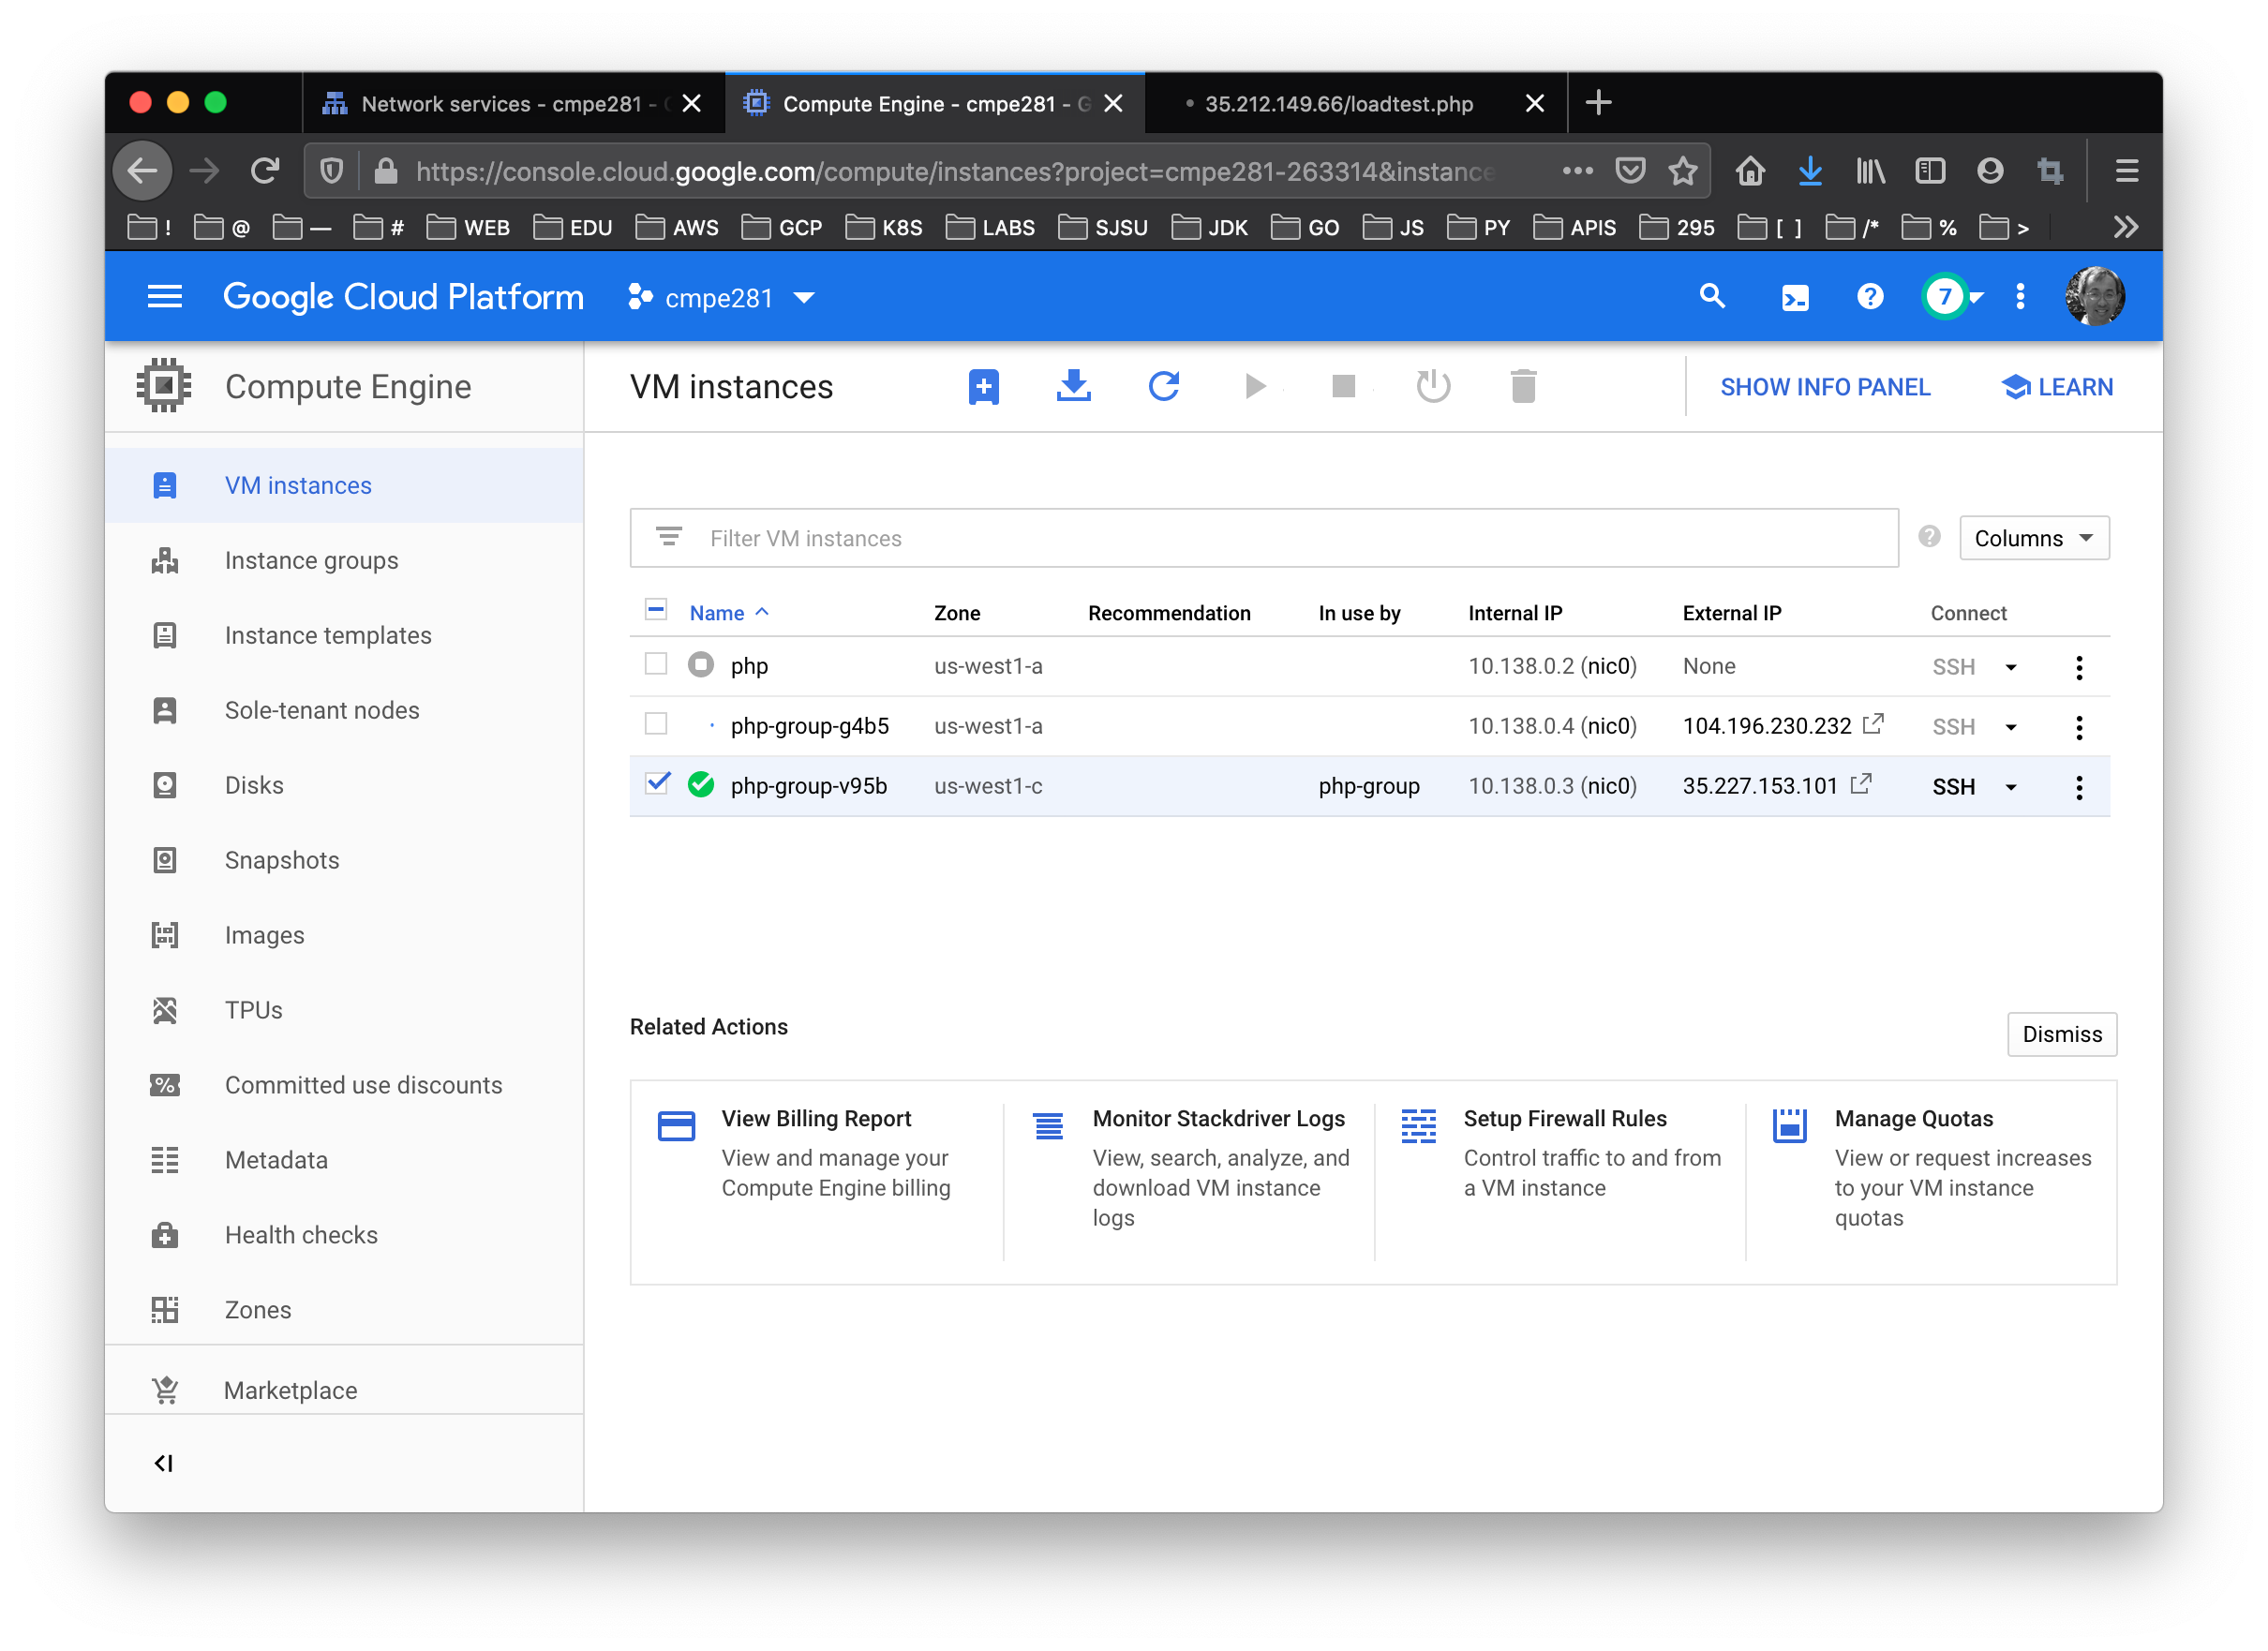 Network services - cmpe281 -
Compute Engine - cmpe281 - G
35.212.149.66/loadtest.php
https://console.cloud.google.com/compute/instances?project=cmpe281-263314&instance
! @ — # WEB EDU AWS GCP K8S LABS SJSU JDK GO JS PY APIS 295 [ ] /* % >
Google Cloud Platform cmpe281 7
Compute Engine
VM instances SHOW INFO PANEL LEARN
VM instances
Instance groups
Instance templates
Sole-tenant nodes
Disks
Snapshots
Images
TPUs
Committed use discounts
Metadata
Health checks
Zones
Marketplace
Filter VM instances Columns
Name Zone Recommendation In use by Internal IP External IP Connect
php us-west1-a 10.138.0.2 (nic0) None SSH
php-group-g4b5 us-west1-a 10.138.0.4 (nic0) 104.196.230.232 SSH
php-group-v95b us-west1-c php-group 10.138.0.3 (nic0) 35.227.153.101 SSH
Related Actions Dismiss
View Billing Report
View and manage your
Compute Engine billing
Monitor Stackdriver Logs
View, search, analyze, and
download VM instance
logs
Setup Firewall Rules
Control traffic to and from
a VM instance
Manage Quotas
View or request increases
to your VM instance
quotas